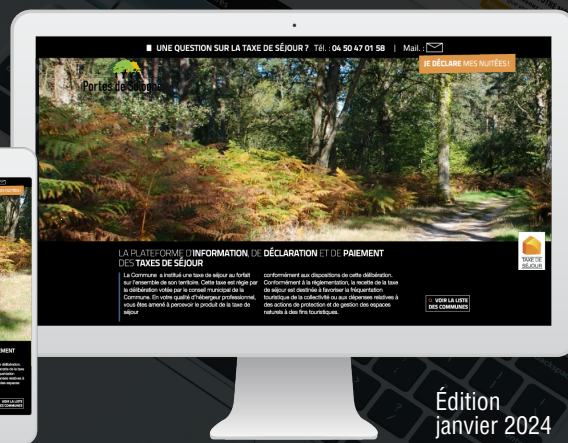 UNE QUESTION SUR LA TAXE DE SÉJOUR ? Tél. : 04 50 47 01 58 | Mail. :
JE DÉCLARE MES NUITÉES !
Portes de Sologne
LA PLATEFORME D'INFORMATION, DE DÉCLARATION ET DE PAIEMENT
DES TAXES DE SÉJOUR
La Commune a institué une taxe de séjour au forfait
sur l'ensemble de son territoire. Cette taxe est régie par
la délibération votée par le conseil municipal de la
Commune. En votre qualité d'hébergeur professionnel,
vous êtes amené à percevoir le produit de la taxe de
séjour
conformément aux dispositions de cette délibération.
Conformément à la réglementation, la recette de la taxe
de séjour est destinée à favoriser la fréquentation
touristique de la collectivité ou aux dépenses relatives à
des actions de protection et de gestion des espaces
naturels à des fins touristiques.
VOIR LA LISTE
DES COMMUNES
TAXE DE
SÉJOUR
Édition
janvier 2024